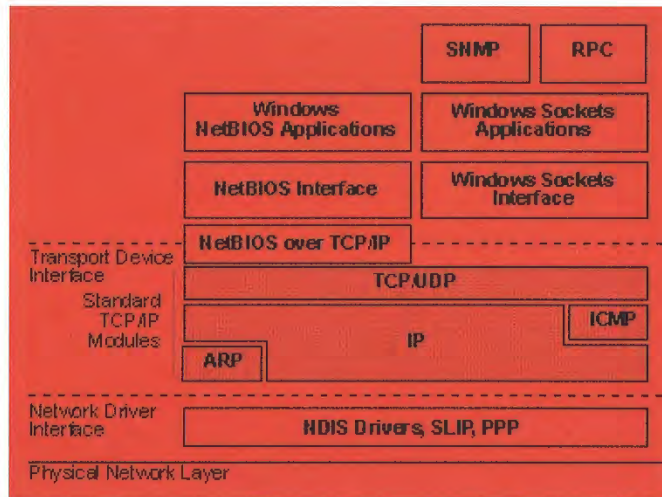 SNMP
RPC
Windows
NetBIOS Applications
Windows Sockets
Applications
NetBIOS Interface
Windows Sockets
Interface
NetBIOS over TCP/IP
Transport Device
Interface
TCP/UDP
Standard
TCP/IP
Modules
IP
ICMP
ARP
Network Driver
Interface
NDIS Drivers, SLIP, PPP
Physical Network Layer